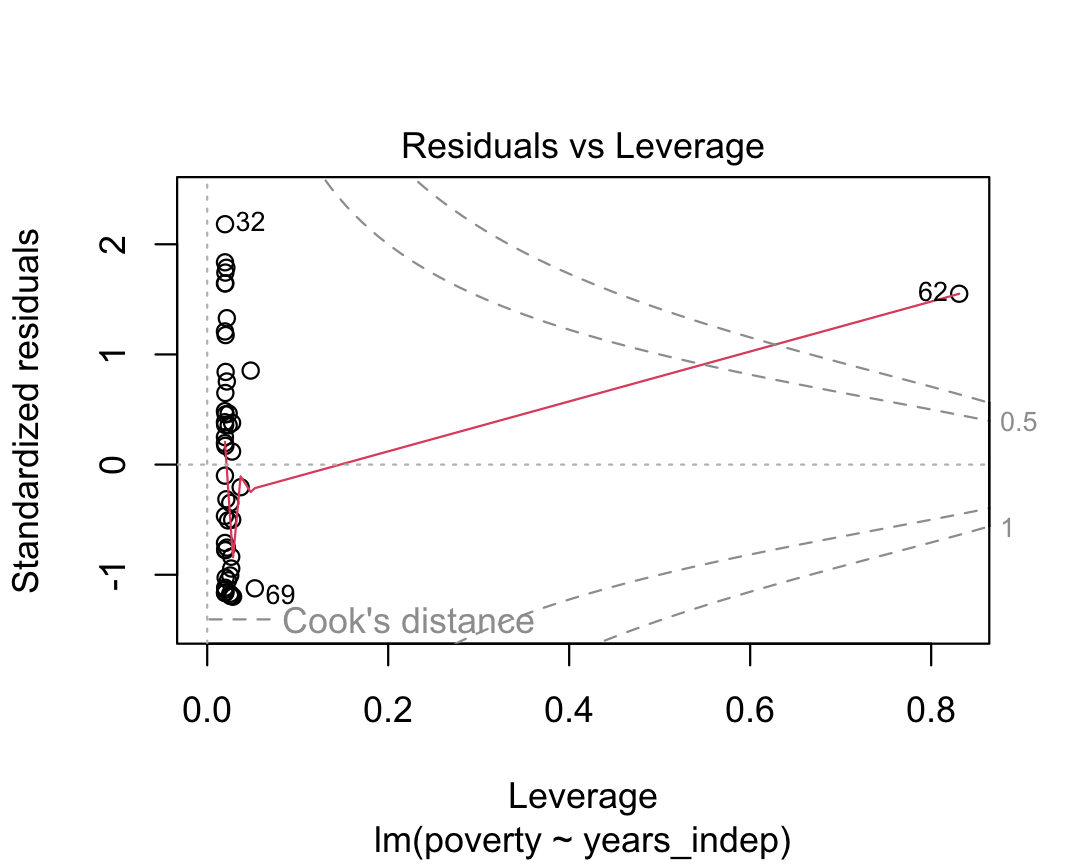 Residuals vs Leverage
Standardized residuals
2
1
0
-1
32
62
69
0.5
1
Cook's distance
0.0 0.2 0.4 0.6 0.8
Leverage
lm(poverty ~ years_indep)